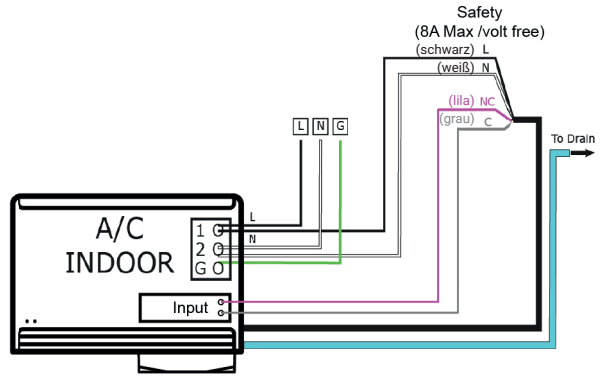 Safety
(8A Max /volt free)
(schwarz) L
(weiß) N
(lila) NC
(grau) C
To Drain
L N G
A/C
INDOOR
L
1
N
2
G
Input